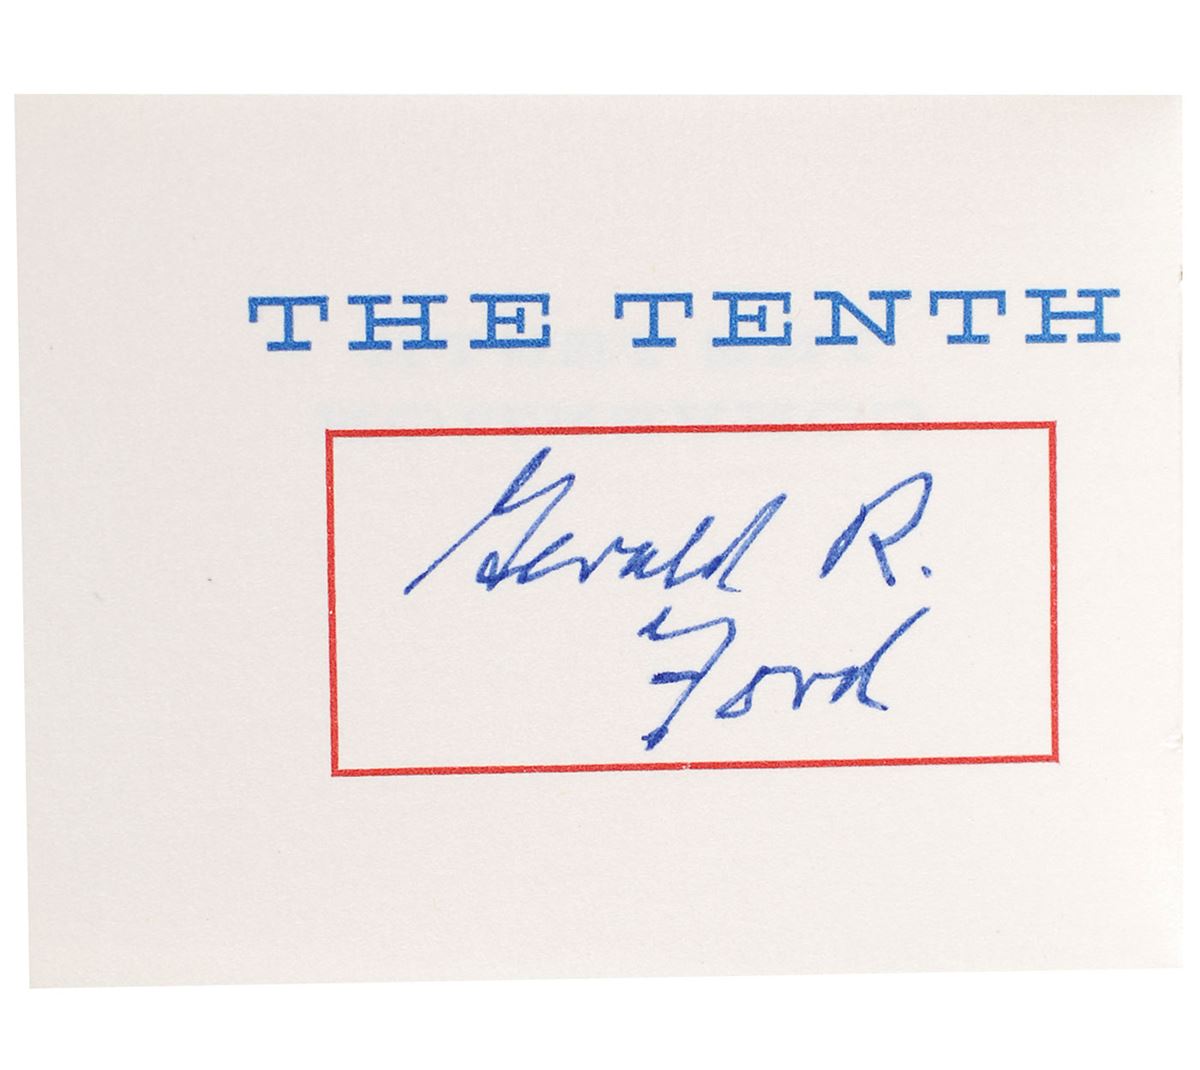 THE TENTH
Gerald R.
Ford